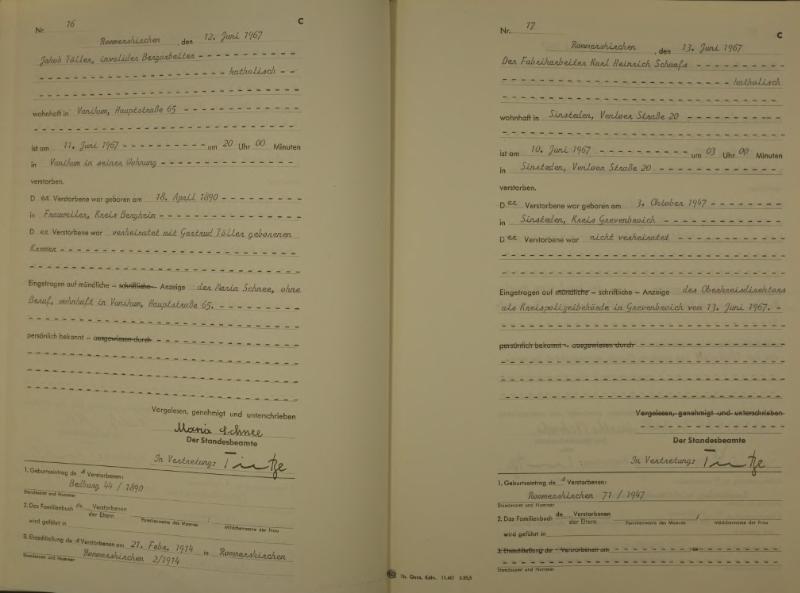 Nr. 16
C
Rommerskirchen, den 12. Juni 1967
Jakob Töller, invalider Bergarbeiter
katholisch
wohnhaft in Vanikum, Hauptstraße 65
ist am 11. Juni 1967 um 20 Uhr 00 Minuten
in Vanikum in seiner Wohnung
verstorben.
Der Verstorbene war geboren am 18. April 1890
in Frauweiler, Kreis Bergheim
Der Verstorbene war verheiratet mit Gertrud Töller geborenen
Eingetragen auf mündliche – schriftliche – Anzeige der Maria Schnee, ohne
Beruf, wohnhaft in Vanikum, Hauptstraße 65.
persönlich bekannt – ausgewiesen durch
Vorgelesen, genehmigt und unterschrieben
Maria Schnee
Der Standesbeamte
In Vertretung:
1. Geburtseintrag des Verstorbenen:
44 / 1890
Standesamt und Nummer
2. Das Familienbuch des Verstorbenen
der Eltern
Familienname des Mannes / Mädchenname der Frau
wird geführt in
3. Eheschließung des Verstorbenen am 21. Febr. 1914 in Rommerskirchen
Rommerskirchen 2/1914
Standesamt und Nummer
Nr. 17
C
Rommerskirchen, den 13. Juni 1967
Der Fabrikarbeiter Karl Heinrich Schaefs
katholisch
wohnhaft in Sinsteden, Venloer Straße 20
ist am 10. Juni 1967 um 03 Uhr 00 Minuten
in Sinsteden, Venloer Straße 20
verstorben.
Der Verstorbene war geboren am 3. Oktober 1947
in Sinsteden, Kreis Grevenbroich
Der Verstorbene war nicht verheiratet
Eingetragen auf mündliche – schriftliche – Anzeige des Oberkreisdirektors
als Kreispolizeibehörde in Grevenbroich vom 13. Juni 1967.
persönlich bekannt – ausgewiesen durch
Vorgelesen, genehmigt und unterschrieben
Der Standesbeamte
In Vertretung:
1. Geburtseintrag des Verstorbenen:
Rommerskirchen 71 / 1947
Standesamt und Nummer
2. Das Familienbuch des Verstorbenen
der Eltern
Familienname des Mannes / Mädchenname der Frau
wird geführt in
3. Eheschließung des Verstorbenen am in
Standesamt und Nummer